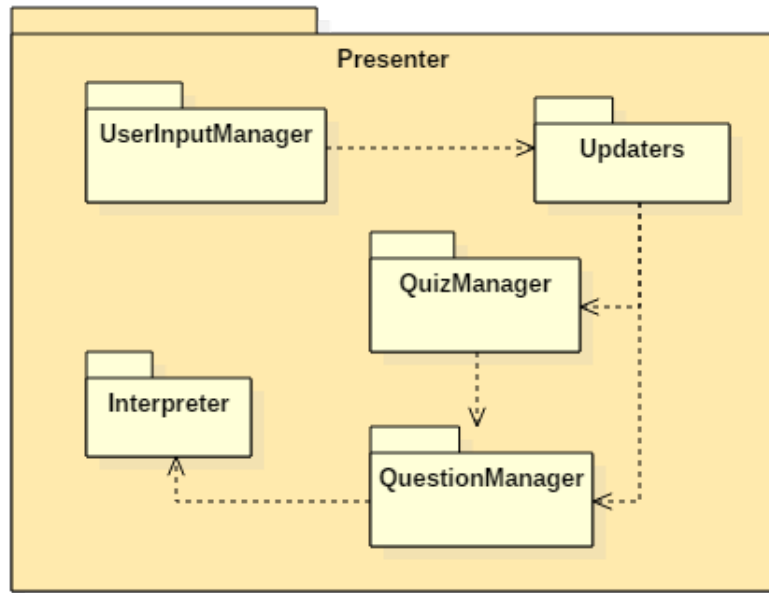 Presenter
UserInputManager
Updaters
QuizManager
Interpreter
QuestionManager